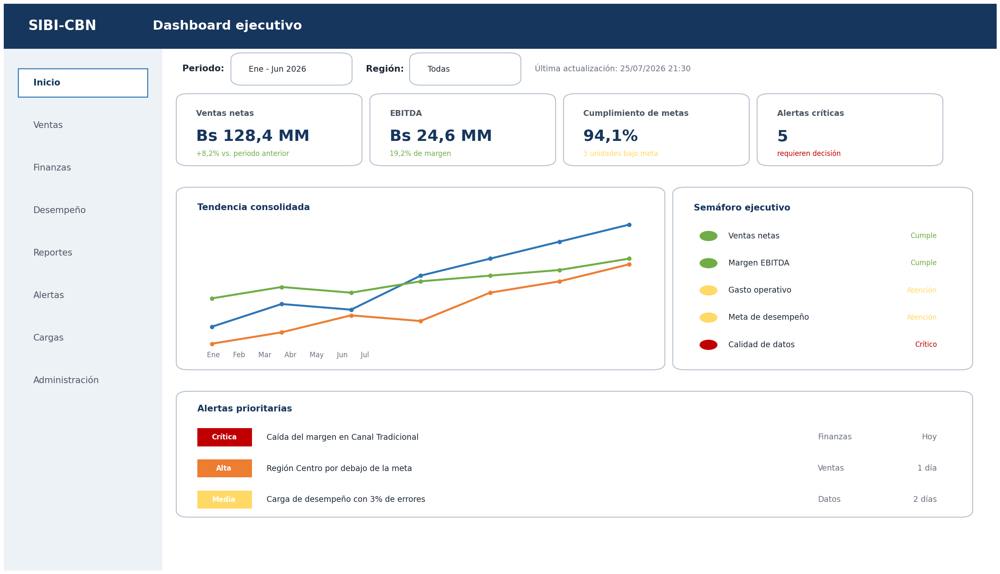 SIBI-CBN Dashboard ejecutivo
Periodo: Ene - Jun 2026 Región: Todas Última actualización: 25/07/2026 21:30
Inicio
Ventas
Finanzas
Desempeño
Reportes
Alertas
Cargas
Administración
Ventas netas
Bs 128,4 MM
+8,2% vs. periodo anterior
EBITDA
Bs 24,6 MM
19,2% de margen
Cumplimiento de metas
94,1%
3 unidades bajo meta
Alertas críticas
5
requieren decisión
Tendencia consolidada
Ene Feb Mar Abr May Jun Jul
Semáforo ejecutivo
Ventas netas Cumple
Margen EBITDA Cumple
Gasto operativo Atención
Meta de desempeño Atención
Calidad de datos Crítico
Alertas prioritarias
Crítica Caída del margen en Canal Tradicional Finanzas Hoy
Alta Región Centro por debajo de la meta Ventas 1 día
Media Carga de desempeño con 3% de errores Datos 2 días